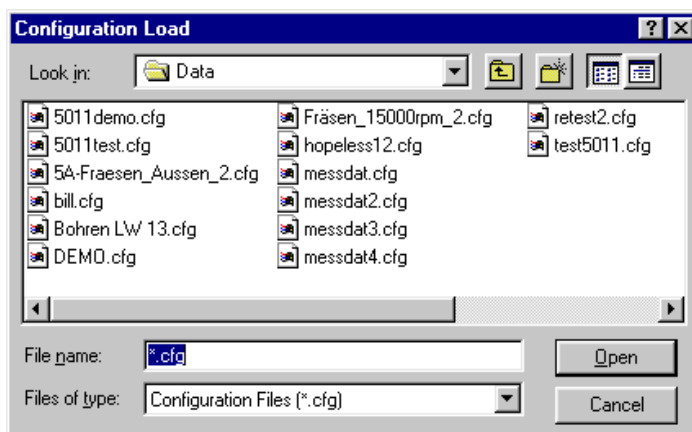 Configuration Load
Look in: Data
5011demo.cfg
5011test.cfg
5A-Fraesen_Aussen_2.cfg
bill.cfg
Bohren LW 13.cfg
DEMO.cfg
Fräsen_15000rpm_2.cfg
hopeless12.cfg
messdat.cfg
messdat2.cfg
messdat3.cfg
messdat4.cfg
retest2.cfg
test5011.cfg
File name: *.cfg
Open
Files of type: Configuration Files (*.cfg)
Cancel